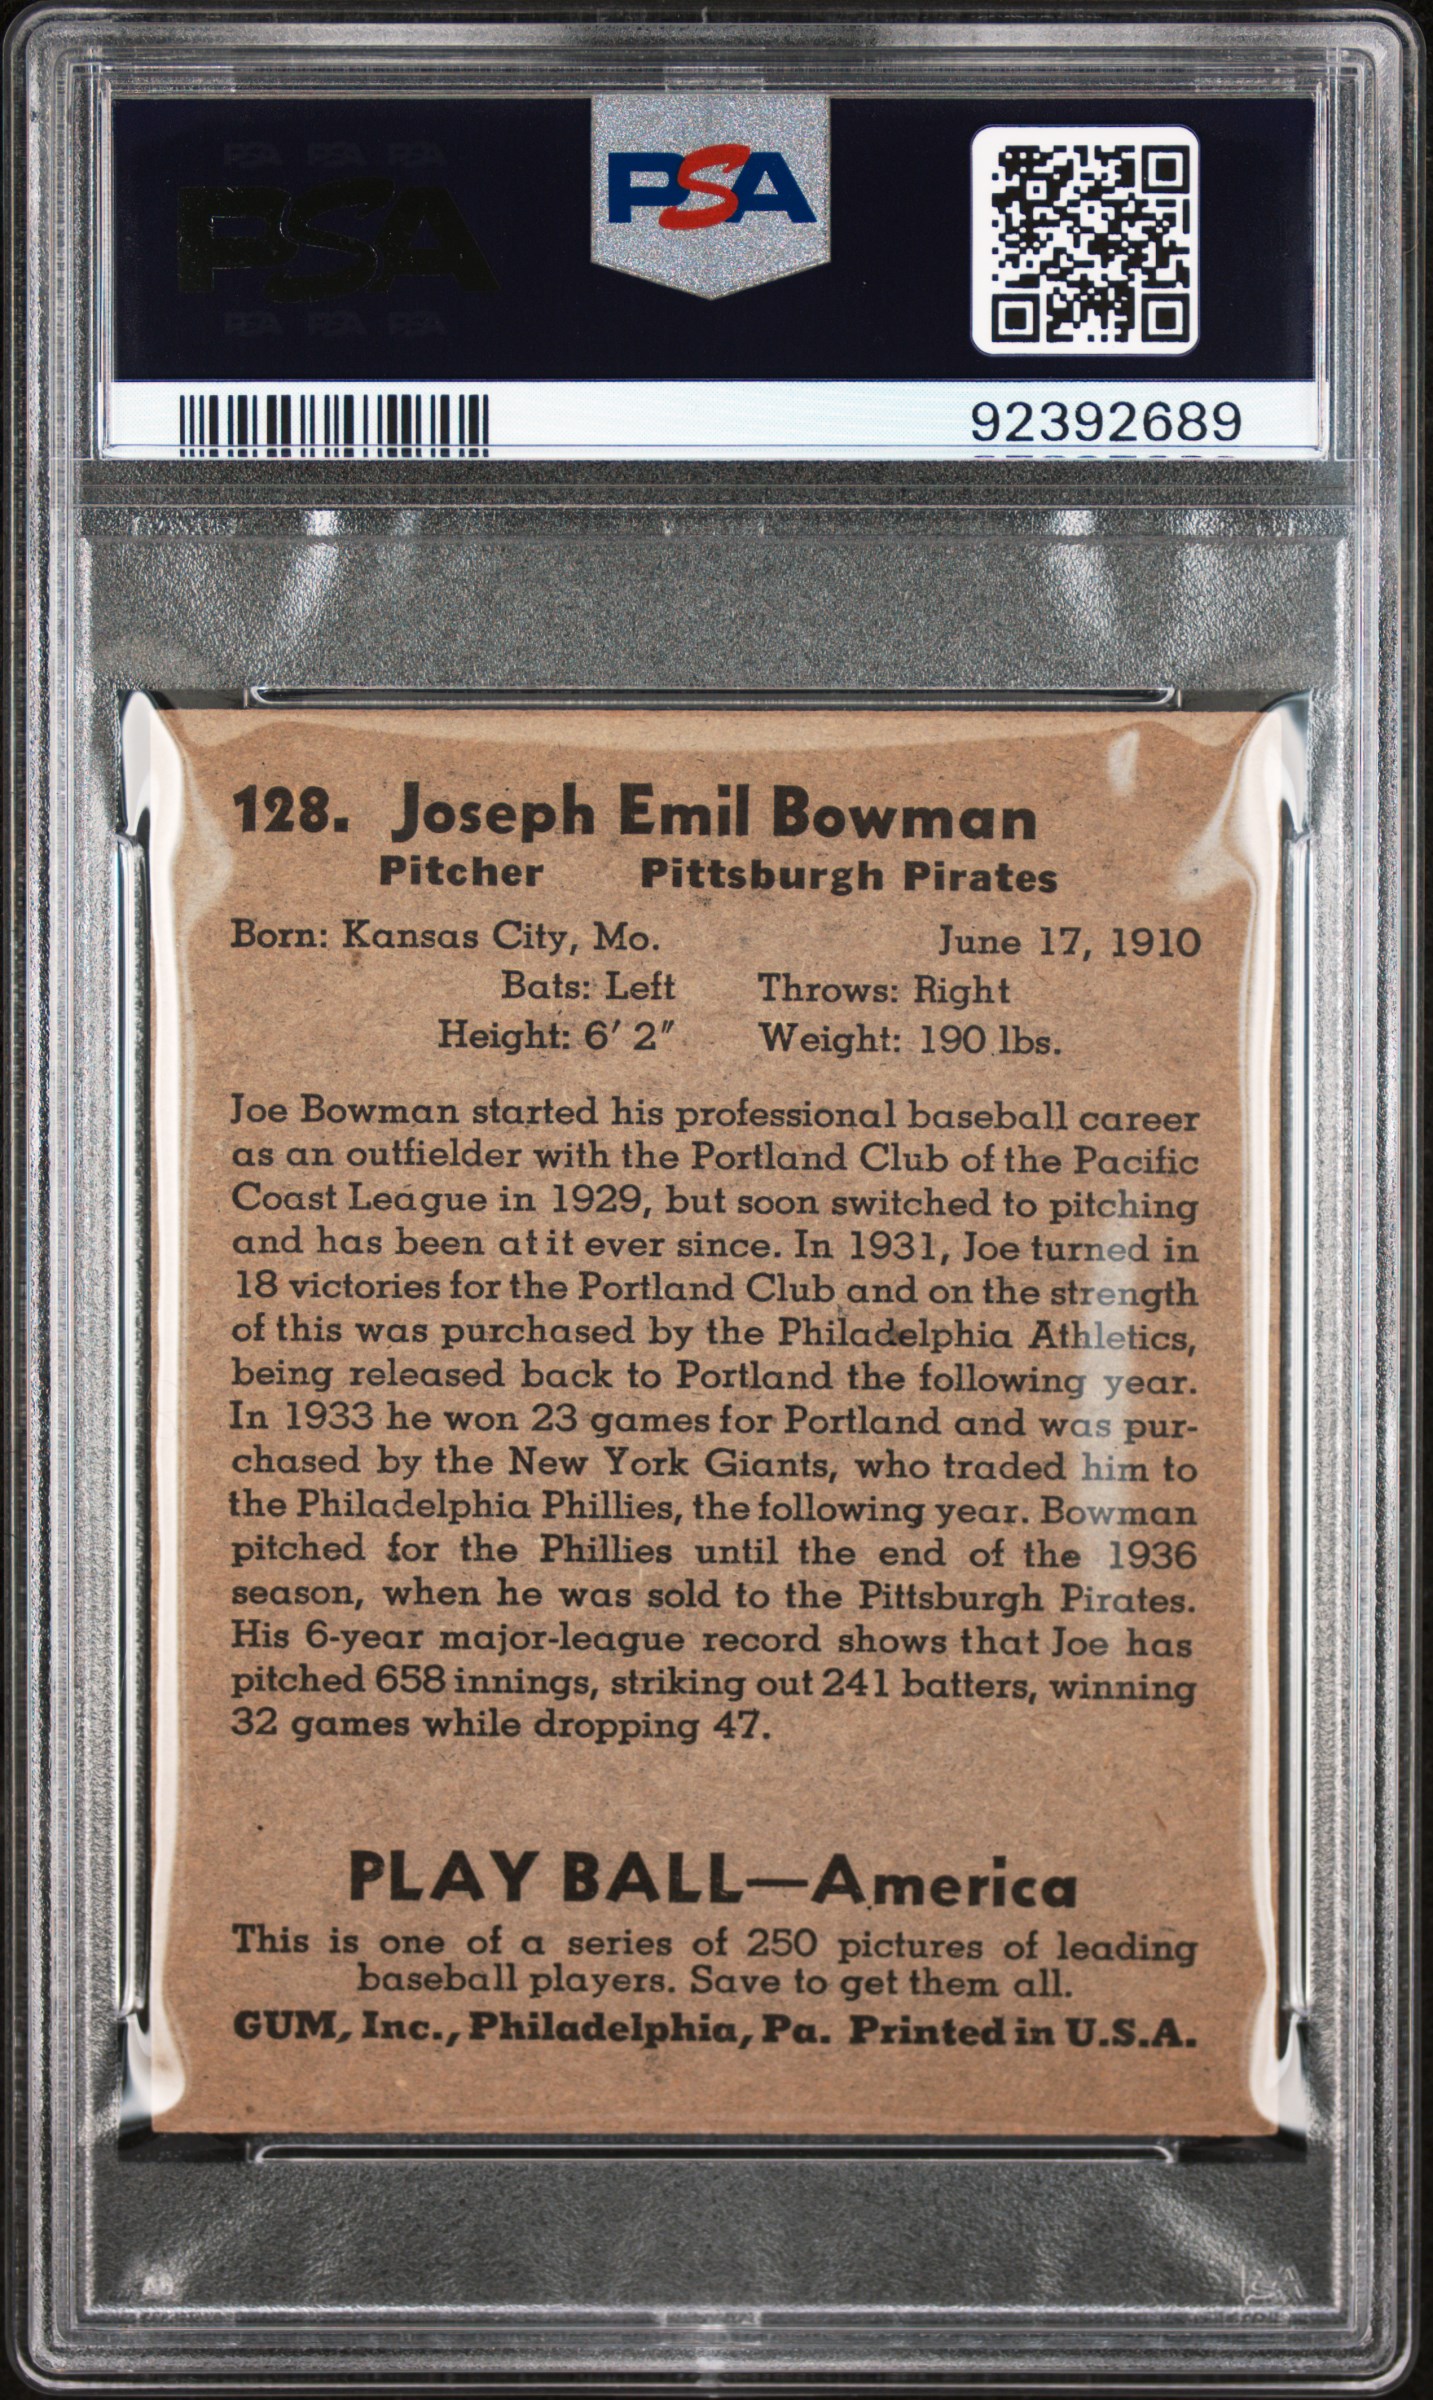 PSA PSA PSA
PSA
PSA PSA PSA
PSA
92392689
128. Joseph Emil Bowman
Pitcher Pittsburgh Pirates
Born: Kansas City, Mo. June 17, 1910
Bats: Left Throws: Right
Height: 6' 2" Weight: 190 lbs.
Joe Bowman started his professional baseball career
as an outfielder with the Portland Club of the Pacific
Coast League in 1929, but soon switched to pitching
and has been at it ever since. In 1931, Joe turned in
18 victories for the Portland Club and on the strength
of this was purchased by the Philadelphia Athletics,
being released back to Portland the following year.
In 1933 he won 23 games for Portland and was pur-
chased by the New York Giants, who traded him to
the Philadelphia Phillies, the following year. Bowman
pitched for the Phillies until the end of the 1936
season, when he was sold to the Pittsburgh Pirates.
His 6-year major-league record shows that Joe has
pitched 658 innings, striking out 241 batters, winning
32 games while dropping 47.
PLAY BALL—America
This is one of a series of 250 pictures of leading
baseball players. Save to get them all.
GUM, Inc., Philadelphia, Pa. Printed in U.S.A.